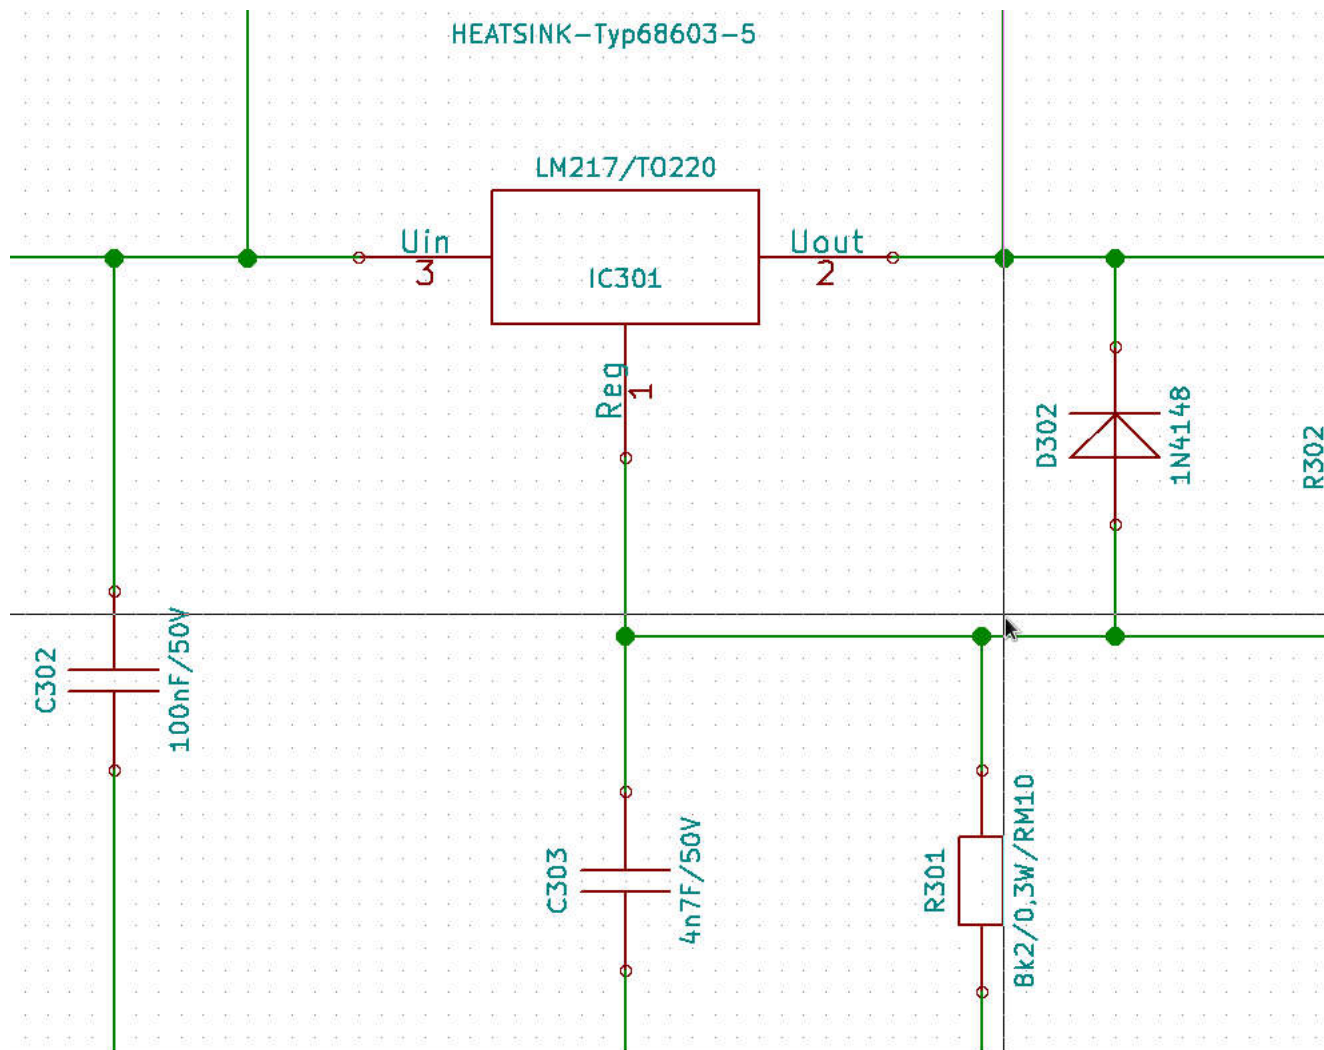 HEATSINK-Typ68603-5
LM217/TO220
Uin
3
IC301
Uout
2
Reg
1
D302
1N4148
R302
C302
100nF/50V
C303
4n7F/50V
R301
8k2/0,3W/RM10